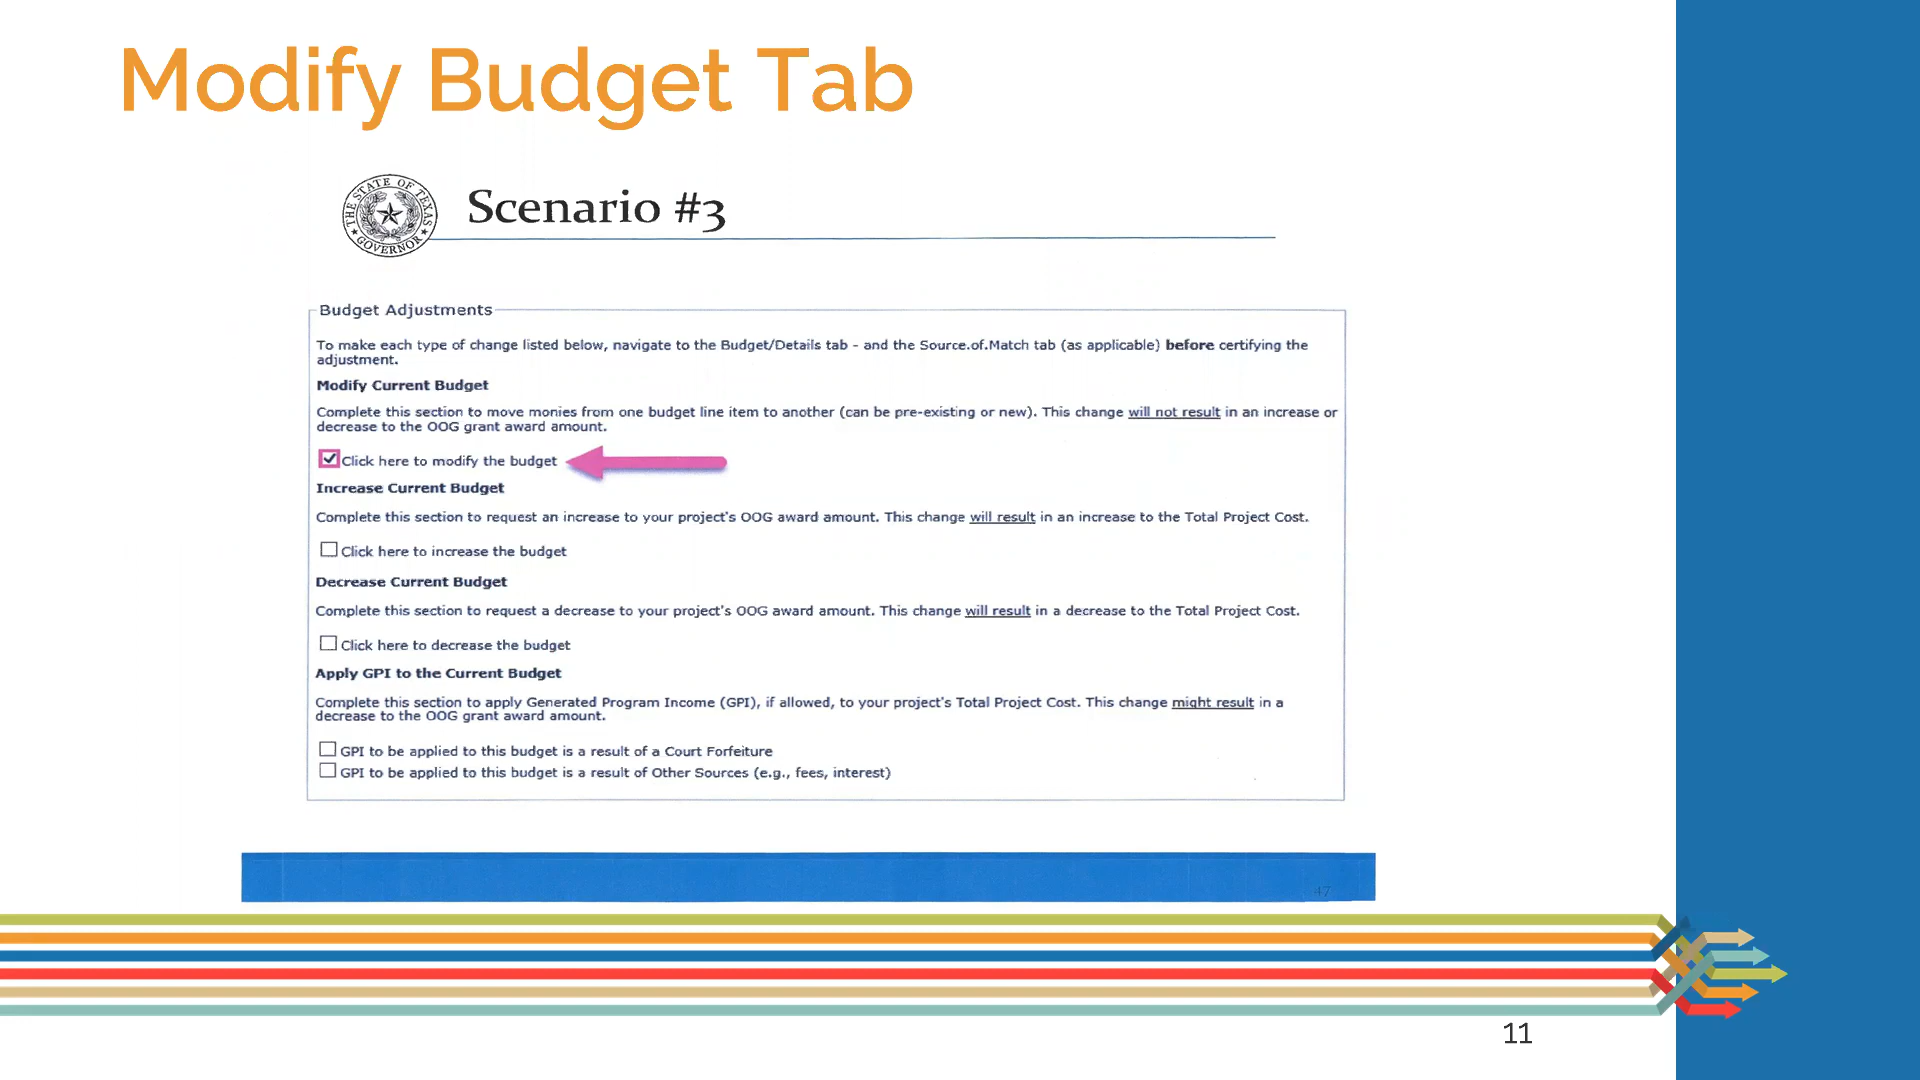 Modify Budget Tab
THE STATE OF TEXAS
GOVERNOR
Scenario #3
Budget Adjustments
To make each type of change listed below, navigate to the Budget/Details tab - and the Source.of.Match tab (as applicable) before certifying the
adjustment.
Modify Current Budget
Complete this section to move monies from one budget line item to another (can be pre-existing or new). This change will not result in an increase or
decrease to the OOG grant award amount.
Click here to modify the budget
Increase Current Budget
Complete this section to request an increase to your project's OOG award amount. This change will result in an increase to the Total Project Cost.
Click here to increase the budget
Decrease Current Budget
Complete this section to request a decrease to your project's OOG award amount. This change will result in a decrease to the Total Project Cost.
Click here to decrease the budget
Apply GPI to the Current Budget
Complete this section to apply Generated Program Income (GPI), if allowed, to your project's Total Project Cost. This change might result in a
decrease to the OOG grant award amount.
GPI to be applied to this budget is a result of a Court Forfeiture
GPI to be applied to this budget is a result of Other Sources (e.g., fees, interest)
47
11